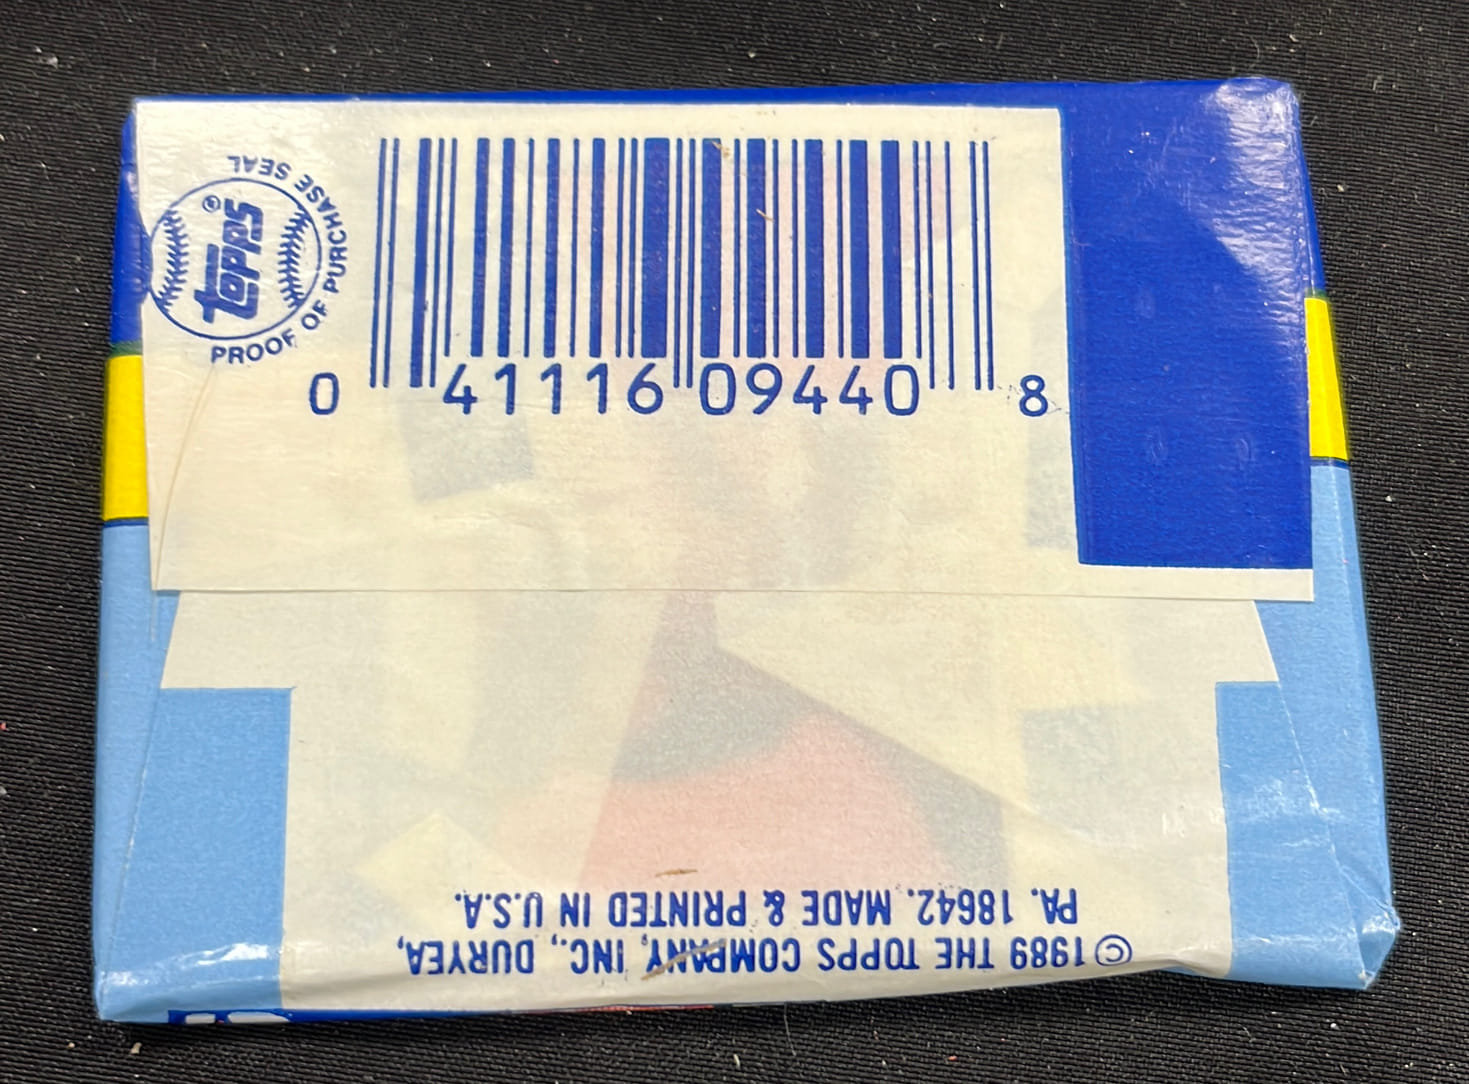 topps®
PROOF OF PURCHASE SEAL
0 41116 09440 8
©1989 THE TOPPS COMPANY, INC., DURYEA,
PA. 18642. MADE & PRINTED IN U.S.A.